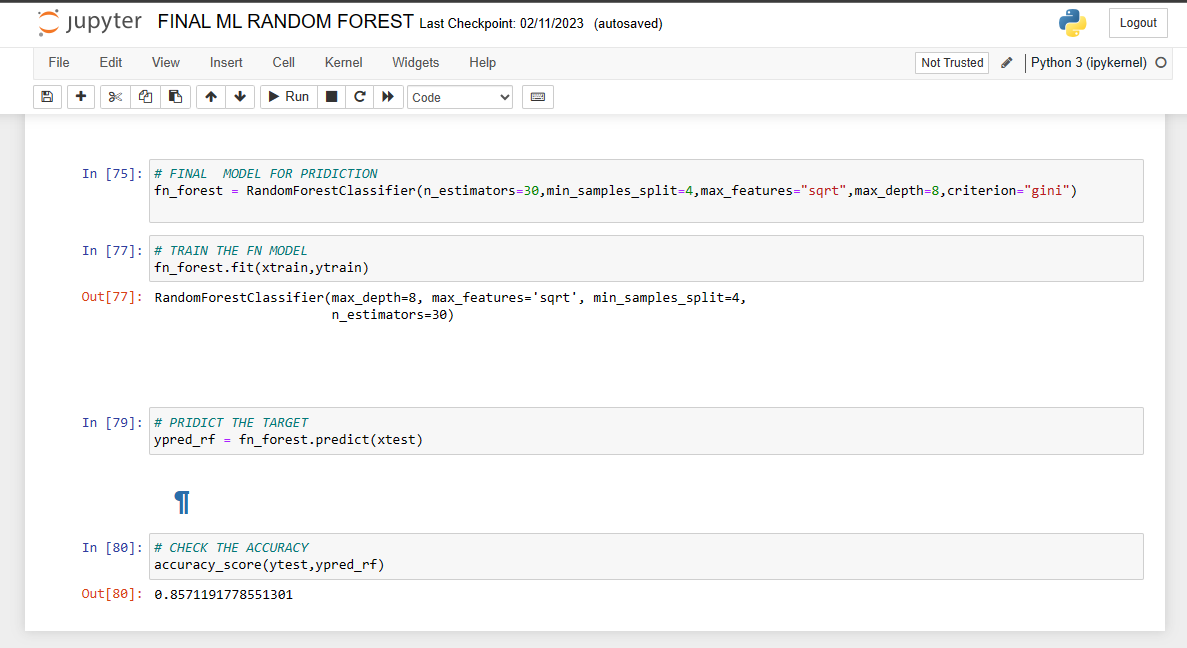 jupyter FINAL ML RANDOM FOREST Last Checkpoint: 02/11/2023 (autosaved) Logout
File Edit View Insert Cell Kernel Widgets Help Not Trusted Python 3 (ipykernel)
Run Code
In [75]: # FINAL  MODEL FOR PRIDICTION
fn_forest = RandomForestClassifier(n_estimators=30,min_samples_split=4,max_features="sqrt",max_depth=8,criterion="gini")
In [77]: # TRAIN THE FN MODEL
fn_forest.fit(xtrain,ytrain)
Out[77]: RandomForestClassifier(max_depth=8, max_features='sqrt', min_samples_split=4,
n_estimators=30)
In [79]: # PRIDICT THE TARGET
ypred_rf = fn_forest.predict(xtest)
¶
In [80]: # CHECK THE ACCURACY
accuracy_score(ytest,ypred_rf)
Out[80]: 0.8571191778551301